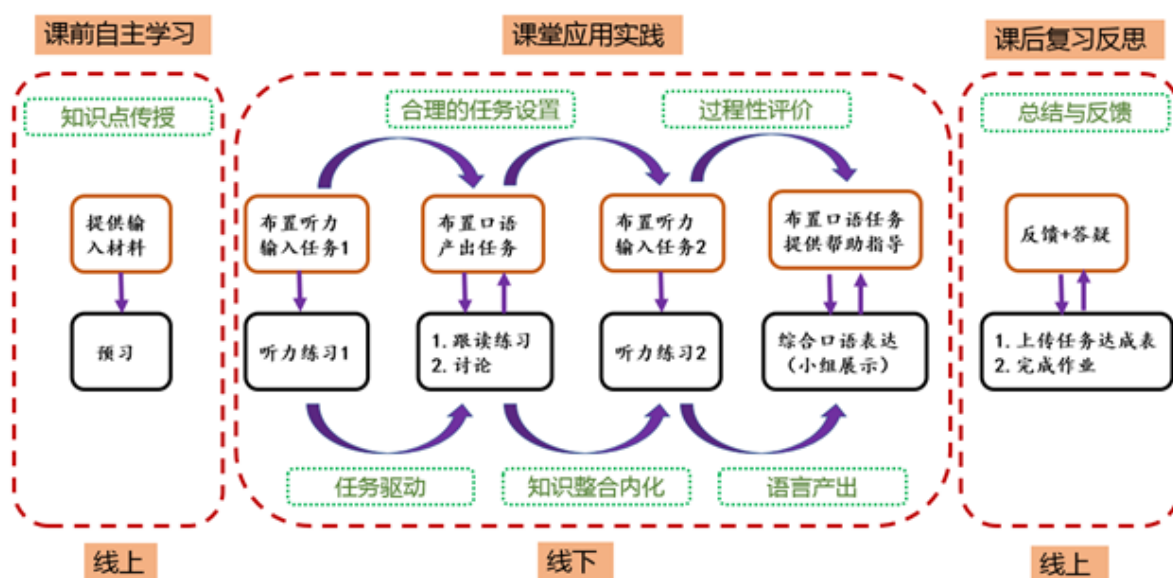 课前自主学习
课堂应用实践
课后复习反思
知识点传授
合理的任务设置
过程性评价
总结与反馈
提供输
入材料
布置听力
输入任务1
布置口语
产出任务
布置听力
输入任务2
布置口语任务
提供帮助指导
反馈+答疑
预习
听力练习1
1. 跟读练习
2. 讨论
听力练习2
综合口语表达
（小组展示）
1. 上传任务达成表
2. 完成作业
任务驱动
知识整合内化
语言产出
线上
线下
线上